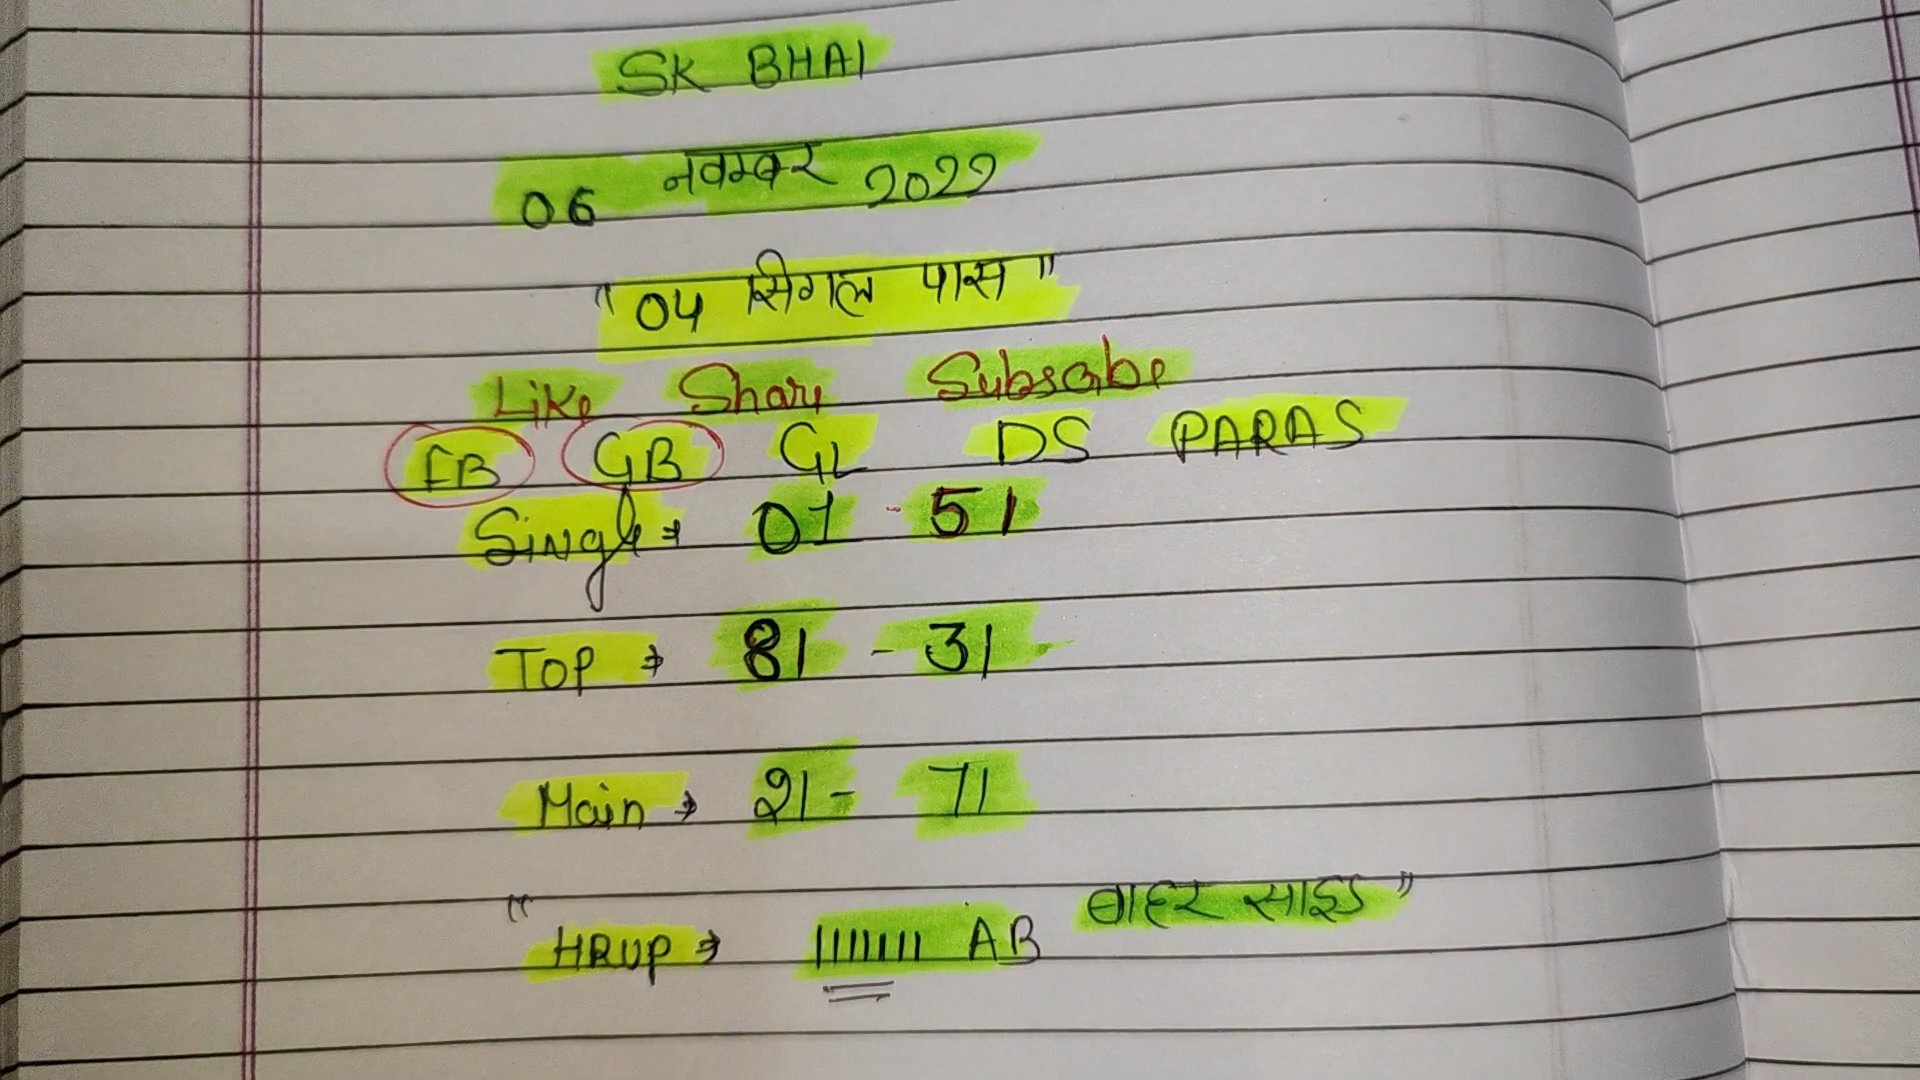 SK BHAI
06 नवम्बर 2022
"04 सिंगल पास"
Like Share Subscribe
FB GB GL DS PARAS
Single → 01 - 51
TOP → 81 - 31
Main → 21 - 71
"HRUP → |||||||| AB बाहर साइड"